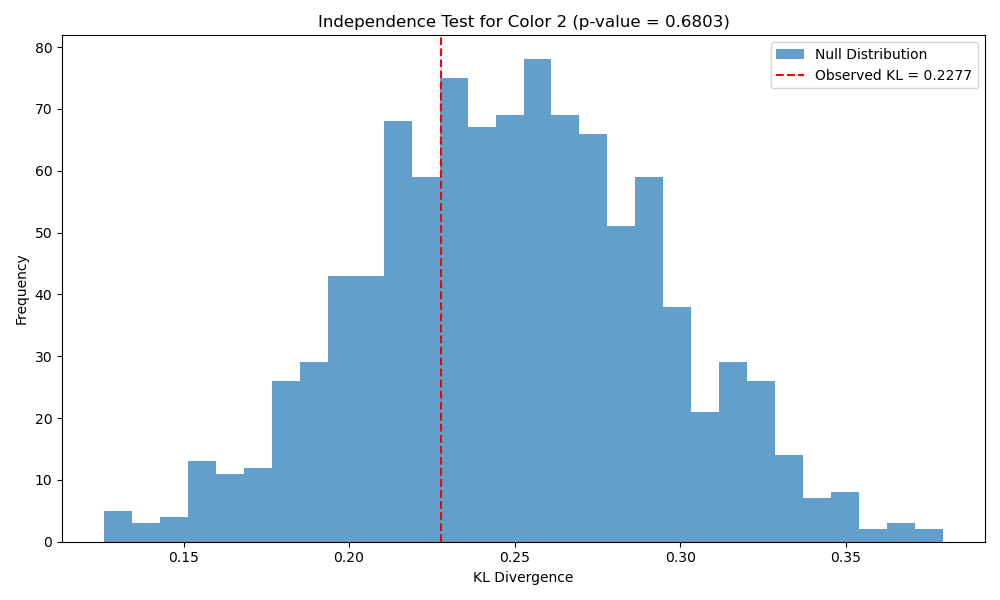 Independence Test for Color 2 (p-value = 0.6803)
Null Distribution
Observed KL = 0.2277
80
70
60
50
40
30
20
10
0
Frequency
0.15
0.20
0.25
0.30
0.35
KL Divergence